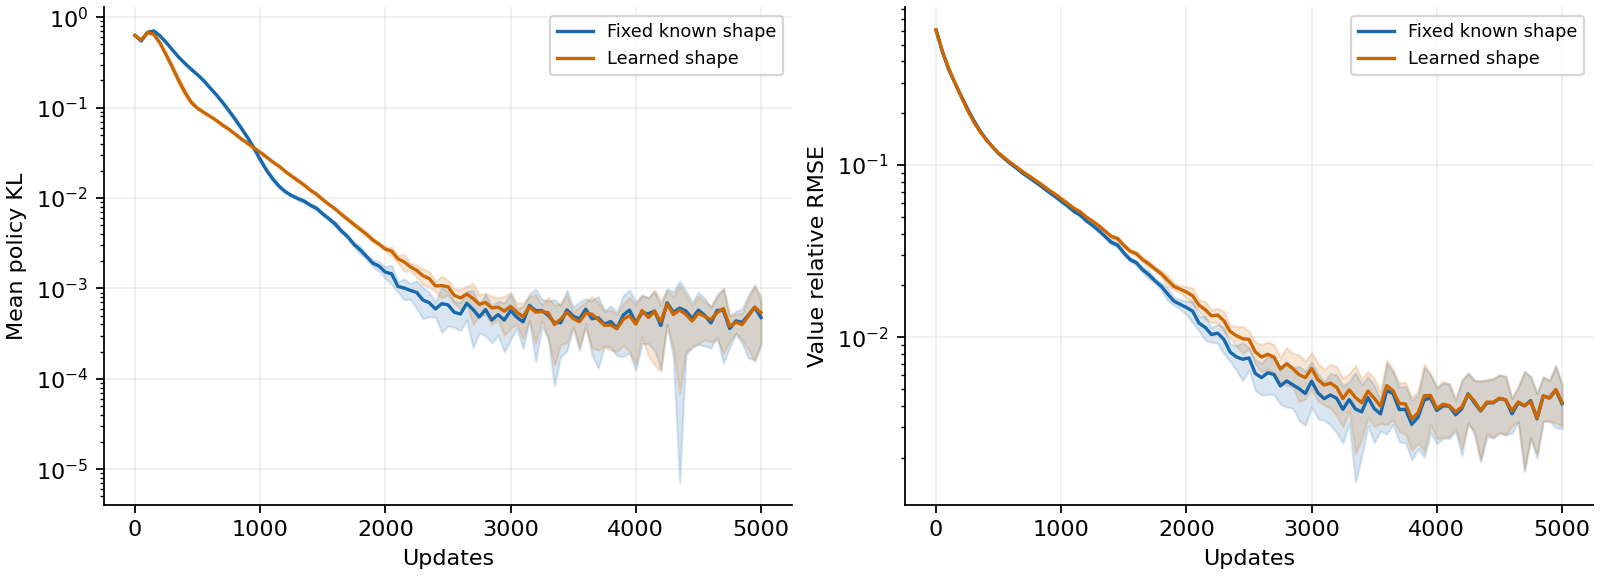 Mean policy KL
10^0
10^-1
10^-2
10^-3
10^-4
10^-5
Fixed known shape
Learned shape
0 1000 2000 3000 4000 5000
Updates
Value relative RMSE
10^-1
10^-2
Fixed known shape
Learned shape
0 1000 2000 3000 4000 5000
Updates